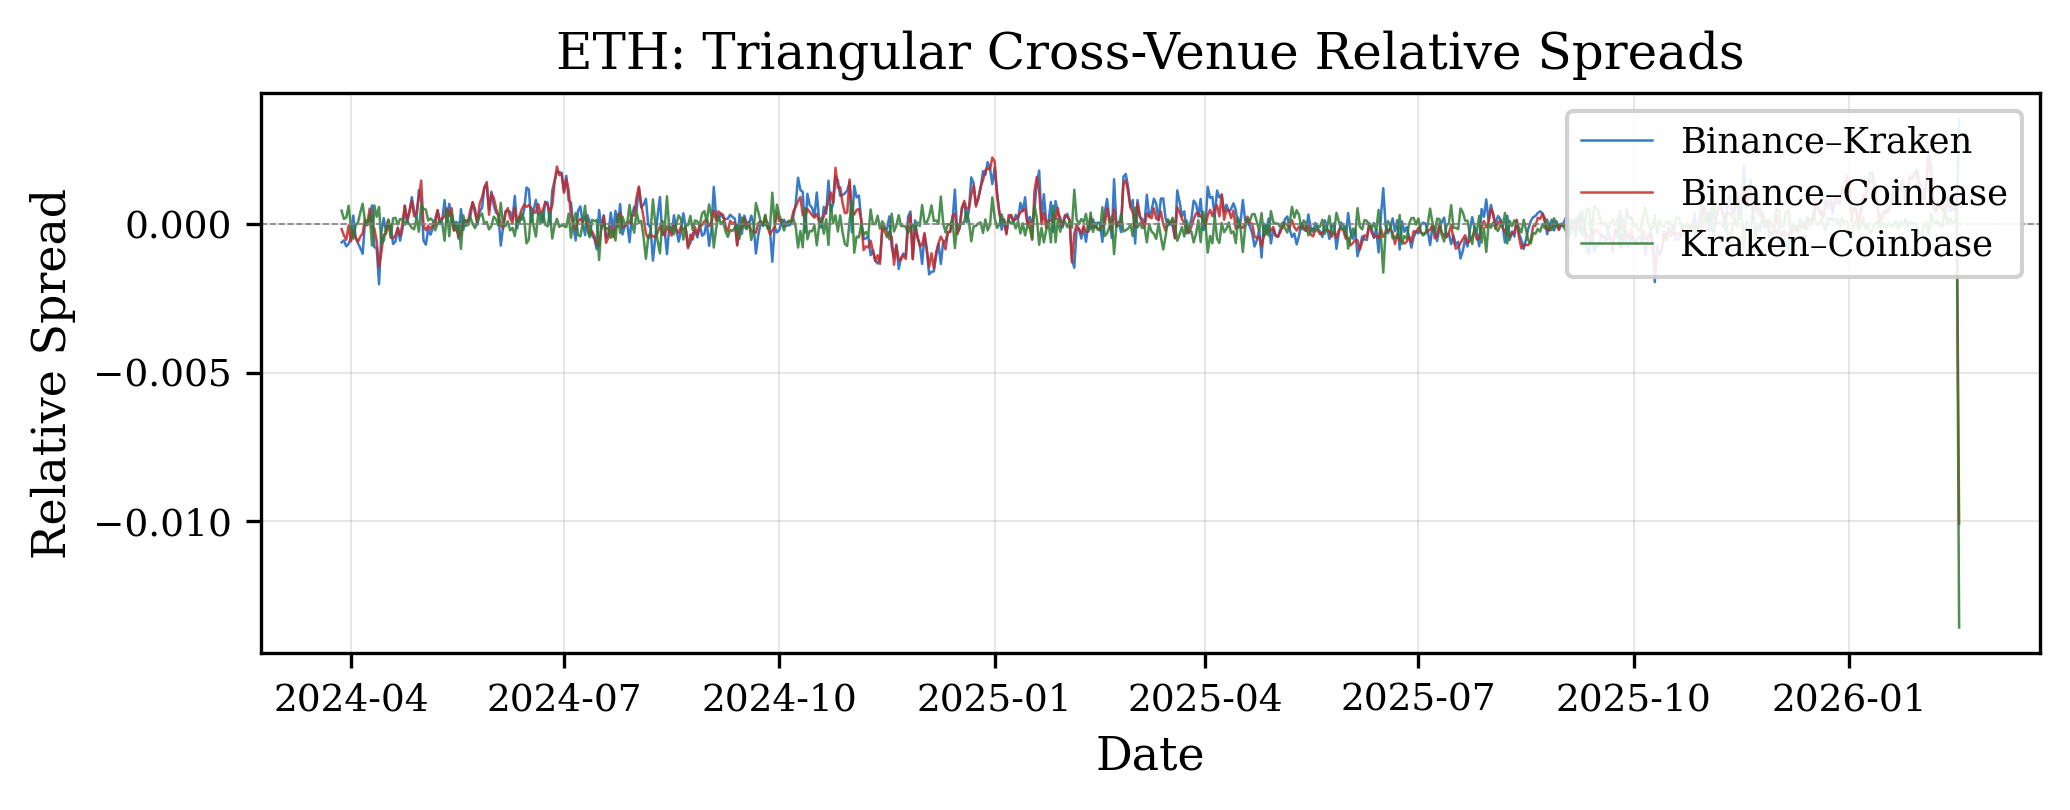 ETH: Triangular Cross-Venue Relative Spreads
Binance–Kraken
Binance–Coinbase
Kraken–Coinbase
Relative Spread
0.000
−0.005
−0.010
2024-04 2024-07 2024-10 2025-01 2025-04 2025-07 2025-10 2026-01
Date